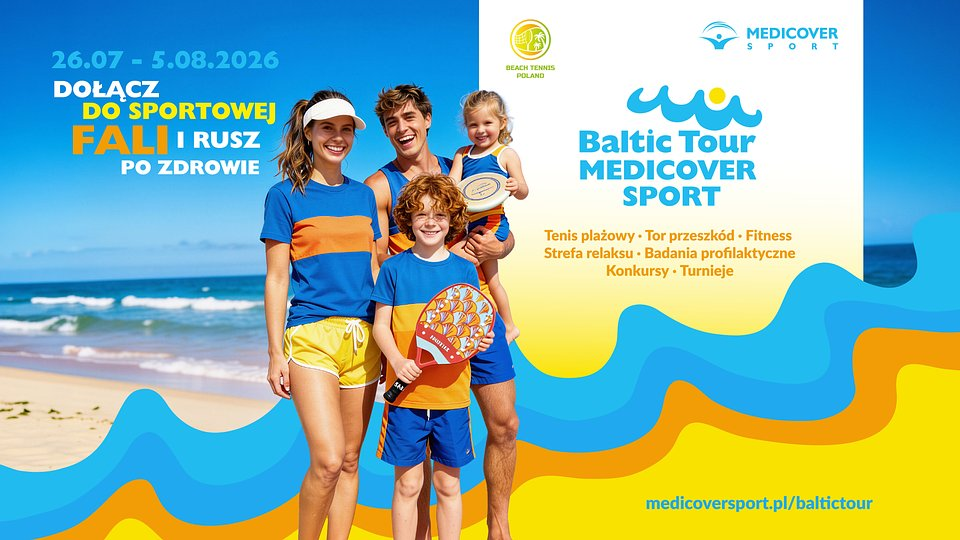 26.07 - 5.08.2026
DOŁĄCZ
DO SPORTOWEJ
FALI I RUSZ
PO ZDROWIE
BEACH TENNIS
POLAND
MEDICOVER
SPORT
Baltic Tour
MEDICOVER
SPORT
Tenis plażowy · Tor przeszkód · Fitness
Strefa relaksu · Badania profilaktyczne
Konkursy · Turnieje
medicoversport.pl/baltictour